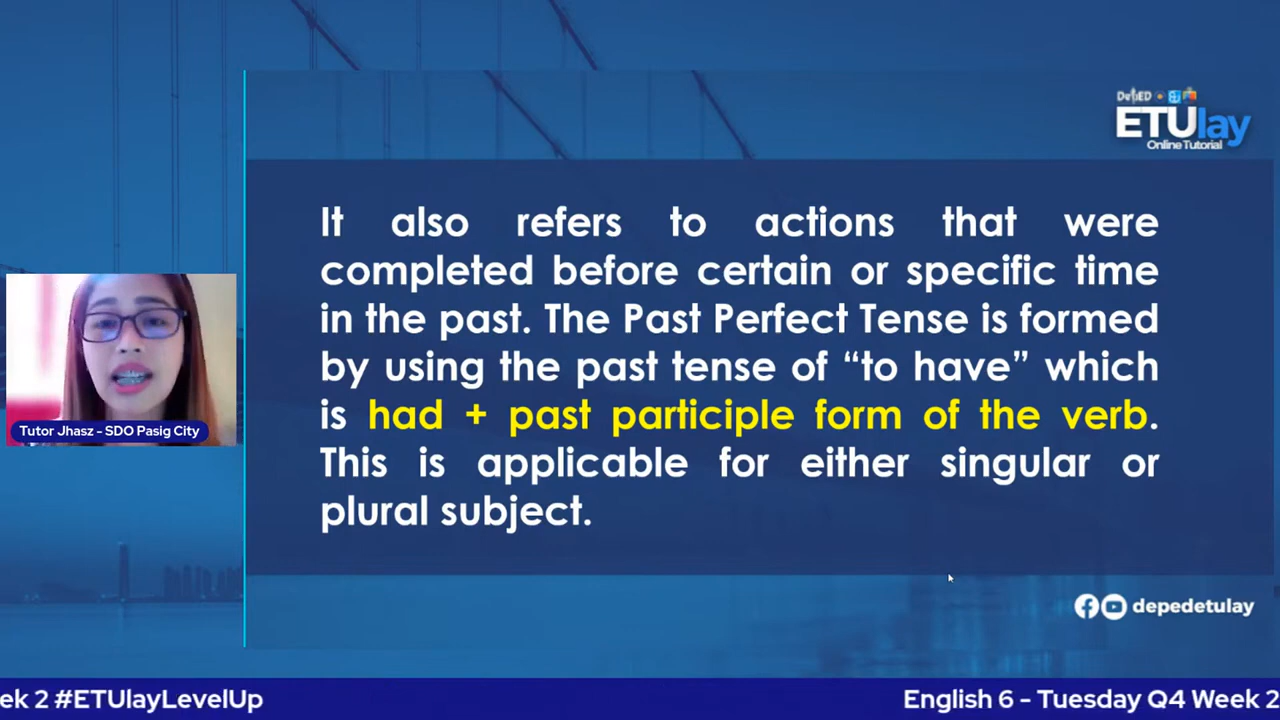 DepED
ETUlay
Online Tutorial
It also refers to actions that were
completed before certain or specific time
in the past. The Past Perfect Tense is formed
by using the past tense of “to have” which
is had + past participle form of the verb.
This is applicable for either singular or
plural subject.
Tutor Jhasz - SDO Pasig City
depedetulay
ek 2 #ETUlayLevelUp
English 6 - Tuesday Q4 Week 2